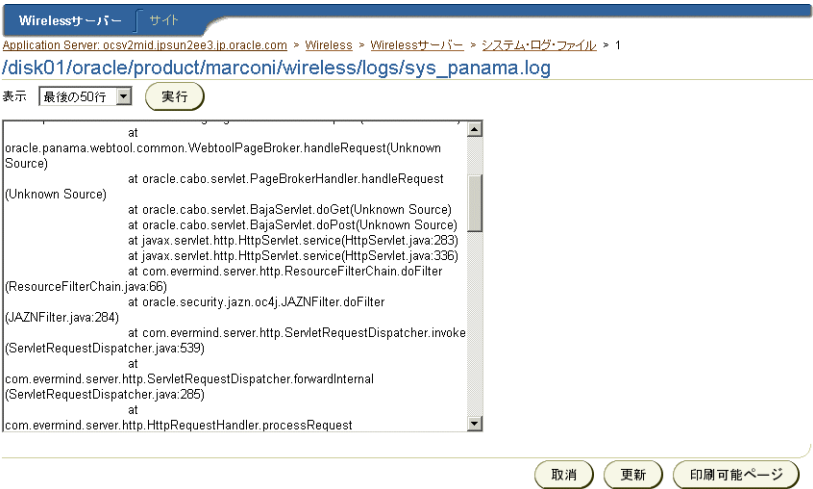 Wirelessサーバー サイト
Application Server: ocsv2mid.jpsun2ee3.jp.oracle.com > Wireless > Wirelessサーバー > システム・ログ・ファイル > 1
/disk01/oracle/product/marconi/wireless/logs/sys_panama.log
表示 最後の50行 実行
at
oracle.panama.webtool.common.WebtoolPageBroker.handleRequest(Unknown
Source)
at oracle.cabo.servlet.PageBrokerHandler.handleRequest
(Unknown Source)
at oracle.cabo.servlet.BajaServlet.doGet(Unknown Source)
at oracle.cabo.servlet.BajaServlet.doPost(Unknown Source)
at javax.servlet.http.HttpServlet.service(HttpServlet.java:283)
at javax.servlet.http.HttpServlet.service(HttpServlet.java:336)
at com.evermind.server.http.ResourceFilterChain.doFilter
(ResourceFilterChain.java:66)
at oracle.security.jazn.oc4j.JAZNFilter.doFilter
(JAZNFilter.java:284)
at com.evermind.server.http.ServletRequestDispatcher.invoke
(ServletRequestDispatcher.java:539)
at
com.evermind.server.http.ServletRequestDispatcher.forwardInternal
(ServletRequestDispatcher.java:285)
at
com.evermind.server.http.HttpRequestHandler.processRequest
取消 更新 印刷可能ページ